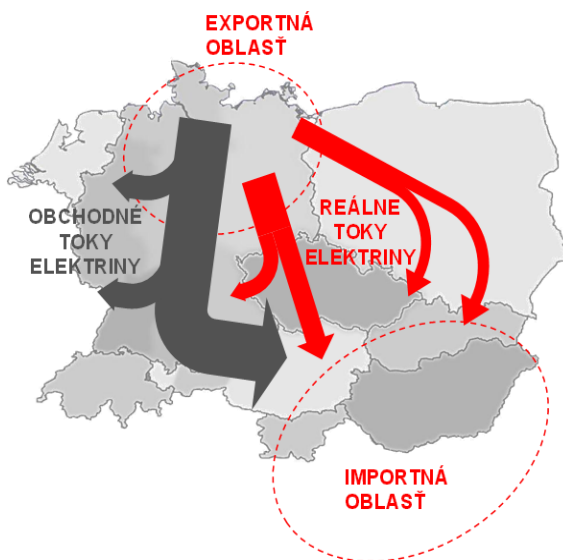 EXPORTNÁ
OBLASŤ
OBCHODNÉ
TOKY
ELEKTRINY
REÁLNE
TOKY
ELEKTRINY
IMPORTNÁ
OBLASŤ